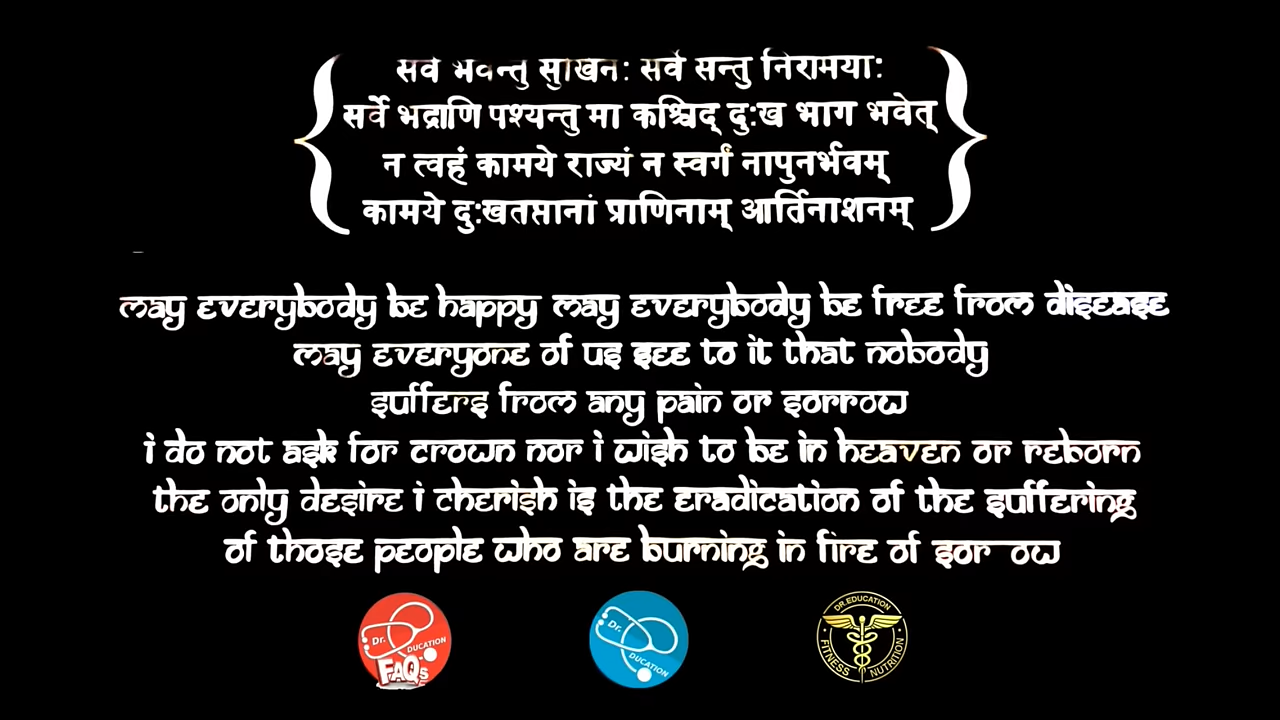 सर्वे भवन्तु सुखिन: सर्वे सन्तु निरामया:
सर्वे भद्राणि पश्यन्तु मा कश्चिद् दु:ख भाग भवेत्
न त्वहं कामये राज्यं न स्वर्गं नापुनर्भवम्
कामये दु:खतप्तानां प्राणिनाम् आर्तिनाशनम्
may everybody be happy may everybody be free from disease
may everyone of us see to it that nobody
suffers from any pain or sorrow
i do not ask for crown nor i wish to be in heaven or reborn
the only desire i cherish is the eradication of the suffering
of those people who are burning in fire of sor ow
Dr. DUCATION FAQs
Dr. DUCATION
DR.EDUCATION FITNESS NUTRITION